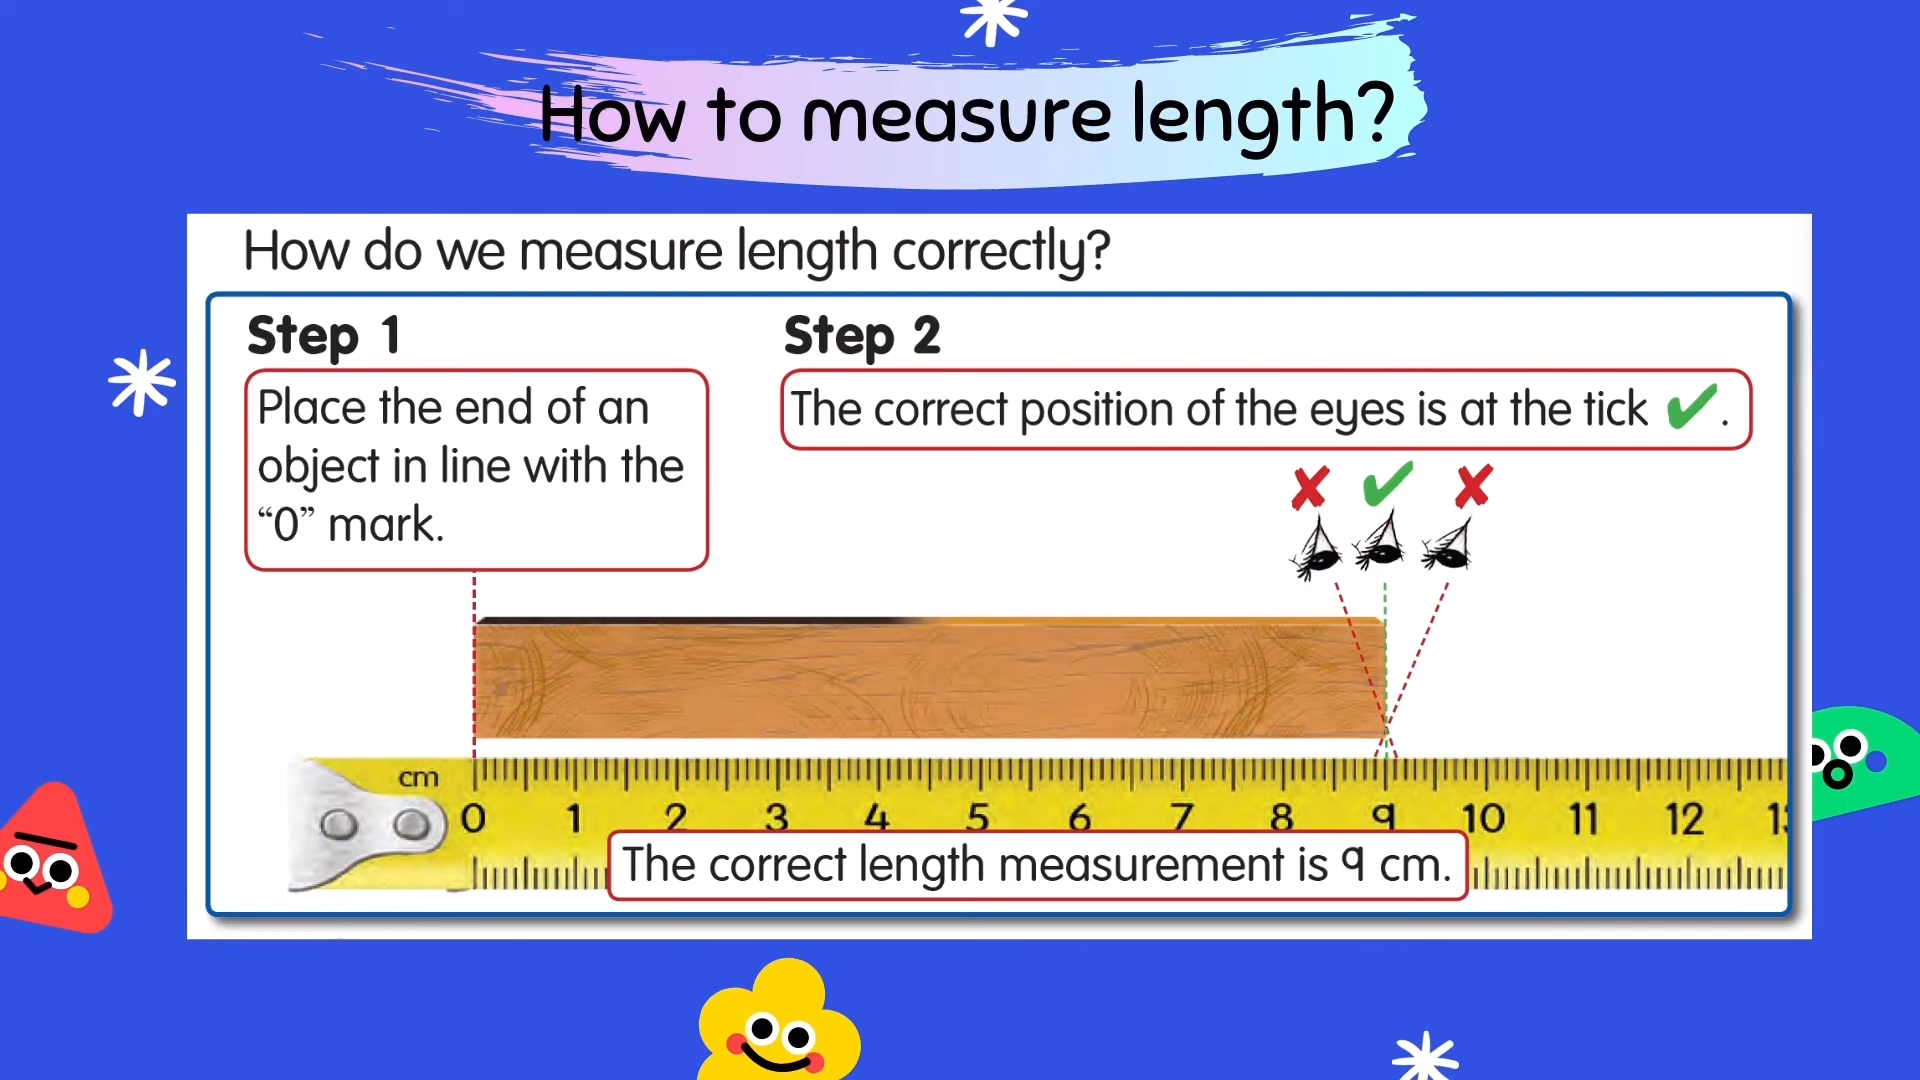 How to measure length?
How do we measure length correctly?
Step 1
Place the end of an
object in line with the
“0” mark.
Step 2
The correct position of the eyes is at the tick ✔.
✘ ✔ ✘
cm
0 1 2 3 4 5 6 7 8 9 10 11 12
The correct length measurement is 9 cm.